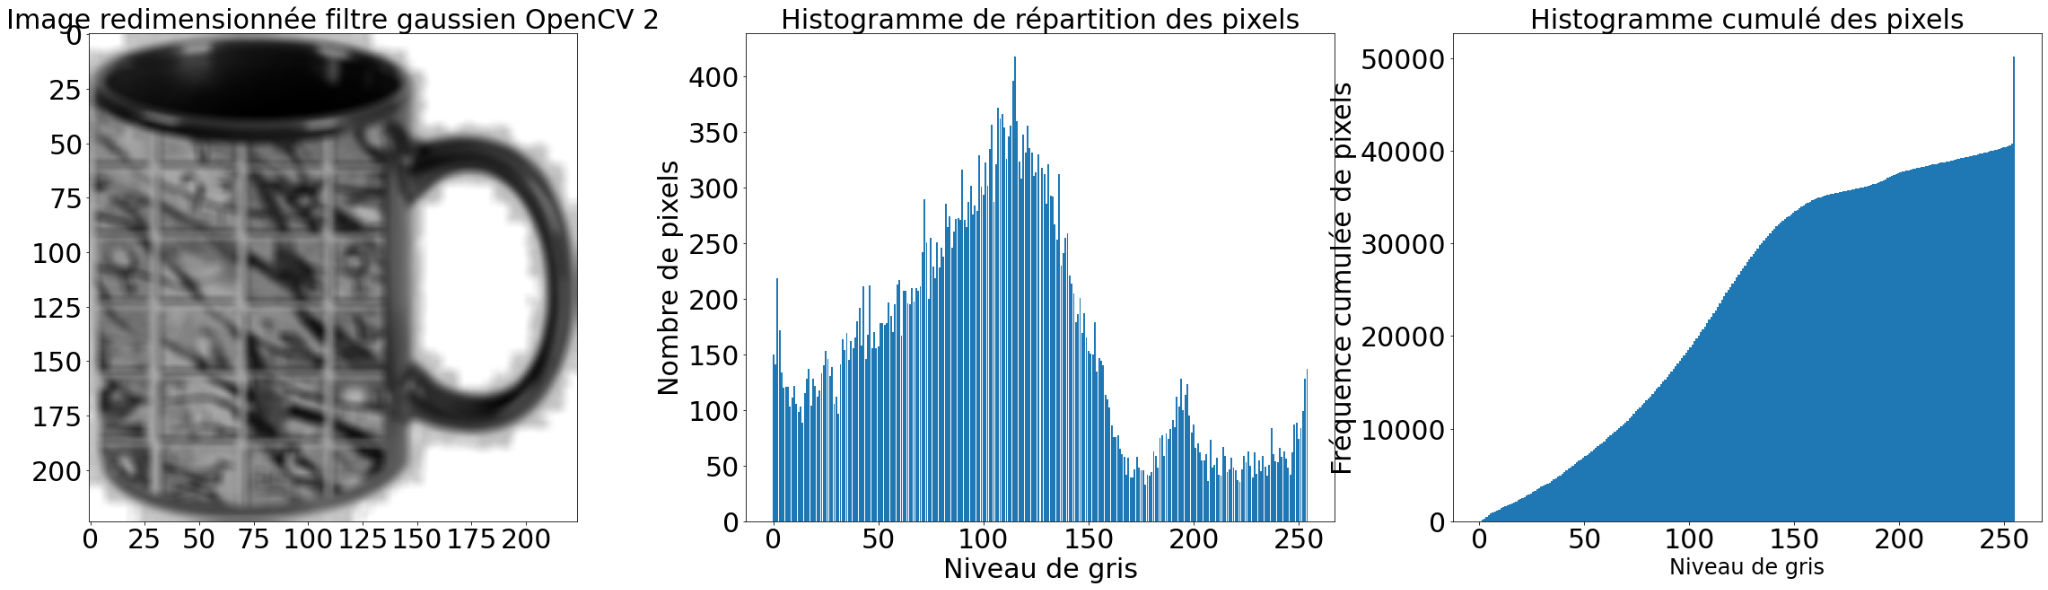 Image redimensionnée filtre gaussien OpenCV 2
0
25
50
75
100
125
150
175
200
0 25 50 75 100 125 150 175 200
Histogramme de répartition des pixels
Nombre de pixels
400
350
300
250
200
150
100
50
0
0 50 100 150 200 250
Niveau de gris
Histogramme cumulé des pixels
Fréquence cumulée de pixels
50000
40000
30000
20000
10000
0
0 50 100 150 200 250
Niveau de gris